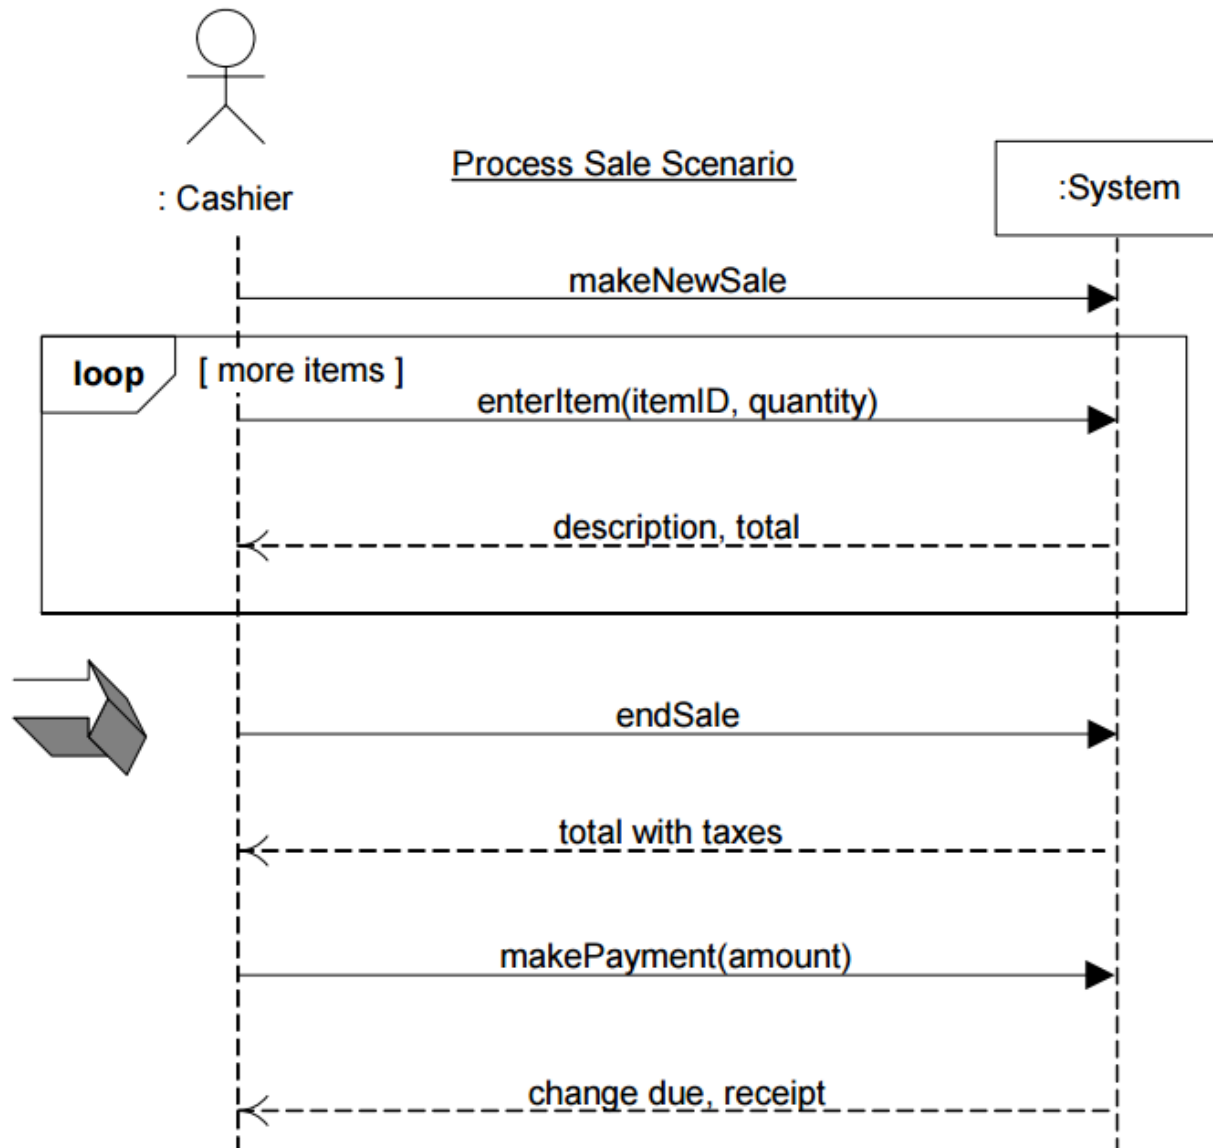 Process Sale Scenario
: Cashier
:System
makeNewSale
loop
[ more items ]
enterItem(itemID, quantity)
description, total
endSale
total with taxes
makePayment(amount)
change due, receipt